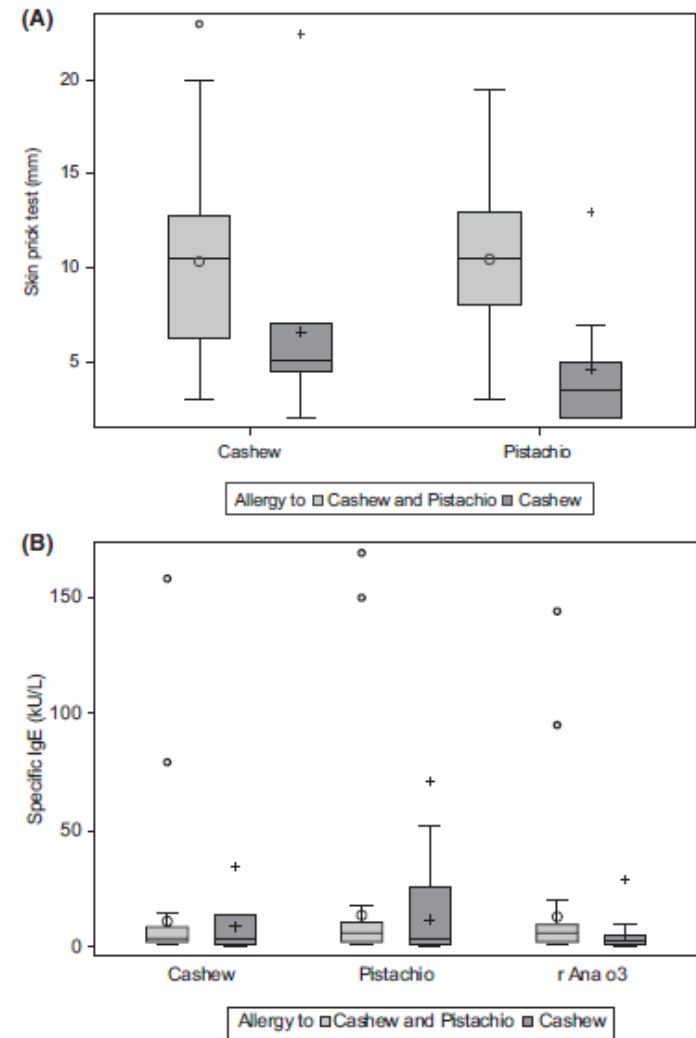 (A)
Skin prick test (mm)
20
15
10
5
Cashew
Pistachio
Allergy to Cashew and Pistachio Cashew
(B)
Specific IgE (kU/L)
150
100
50
0
Cashew
Pistachio
r Ana o3
Allergy to Cashew and Pistachio Cashew